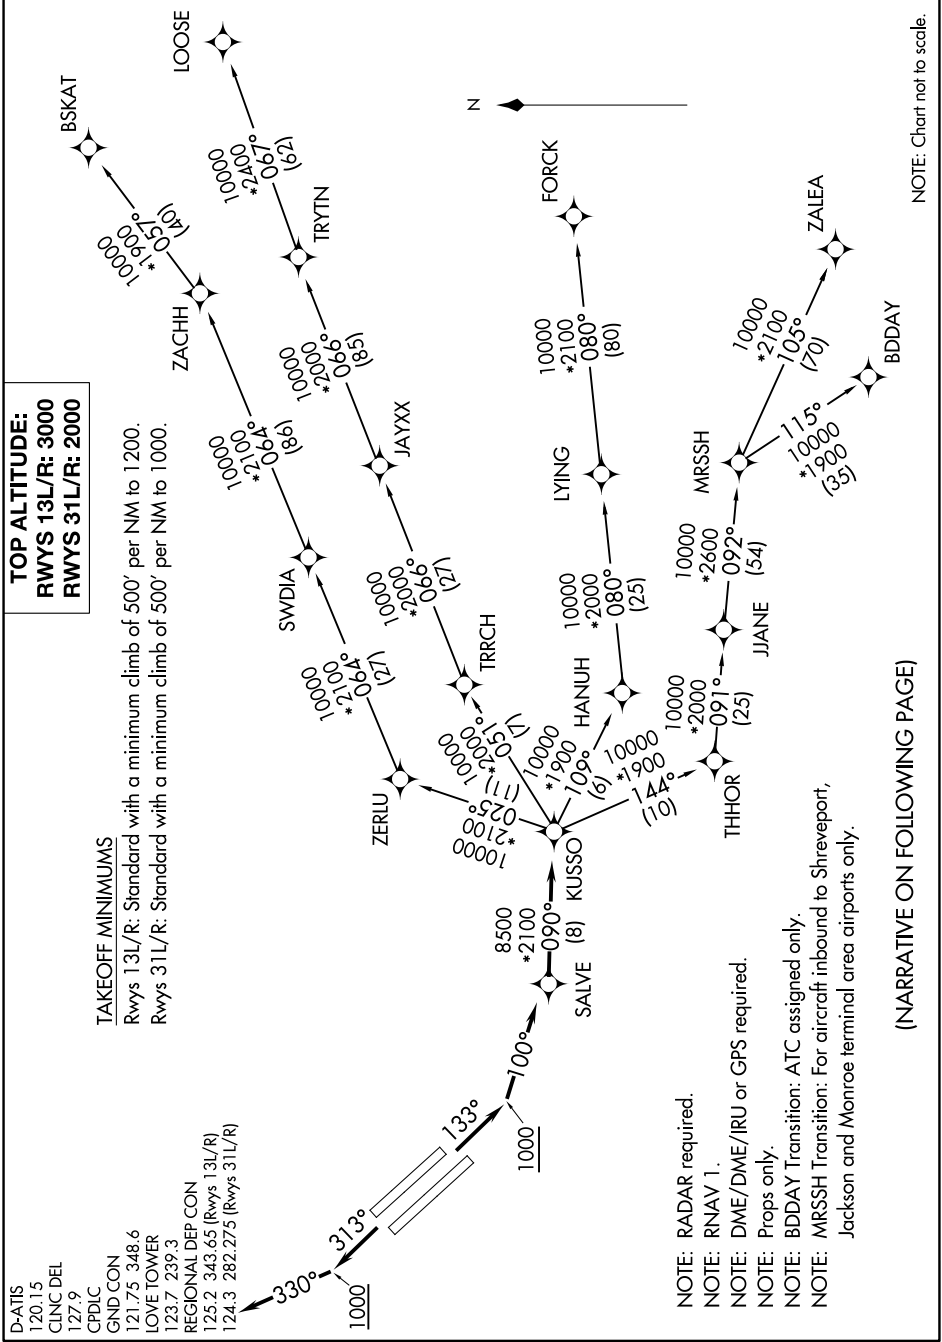 D-ATIS
120.15
CLNC DEL
127.9
CPDLC
GND CON
121.75 348.6
LOVE TOWER
123.7 239.3
REGIONAL DEP CON
125.2 343.65 (Rwys 13L/R)
124.3 282.275 (Rwys 31L/R)
TAKEOFF MINIMUMS
Rwys 13L/R: Standard with a minimum climb of 500' per NM to 1200.
Rwys 31L/R: Standard with a minimum climb of 500' per NM to 1000.
TOP ALTITUDE:
RWYS 13L/R: 3000
RWYS 31L/R: 2000
330°
1000
313°
133°
1000
100°
SALVE
8500
*2100
090°
(8)
KUSSO
10000
*2100
025°
(11)
ZERLU
10000
*2100
064°
(27)
SWDIA
10000
*2100
064°
(86)
ZACHH
10000
*1900
057°
(40)
BSKAT
10000
*2000
051°
(7)
TRRCH
10000
*2000
066°
(27)
JAYXX
10000
*2000
066°
(85)
TRYTN
10000
*2400
067°
(62)
LOOSE
10000
*1900
109°
(6)
HANUH
10000
*2000
080°
(25)
LYING
10000
*2100
080°
(80)
FORCK
10000
*1900
144°
(10)
THHOR
10000
*2000
091°
(25)
JJANE
10000
*2600
092°
(54)
MRSSH
10000
*2100
105°
(70)
ZALEA
115°
10000
*1900
(35)
BDDAY
N
NOTE: RADAR required.
NOTE: RNAV 1.
NOTE: DME/DME/IRU or GPS required.
NOTE: Props only.
NOTE: BDDAY Transition: ATC assigned only.
NOTE: MRSSH Transition: For aircraft inbound to Shreveport,
Jackson and Monroe terminal area airports only.
(NARRATIVE ON FOLLOWING PAGE)
NOTE: Chart not to scale.